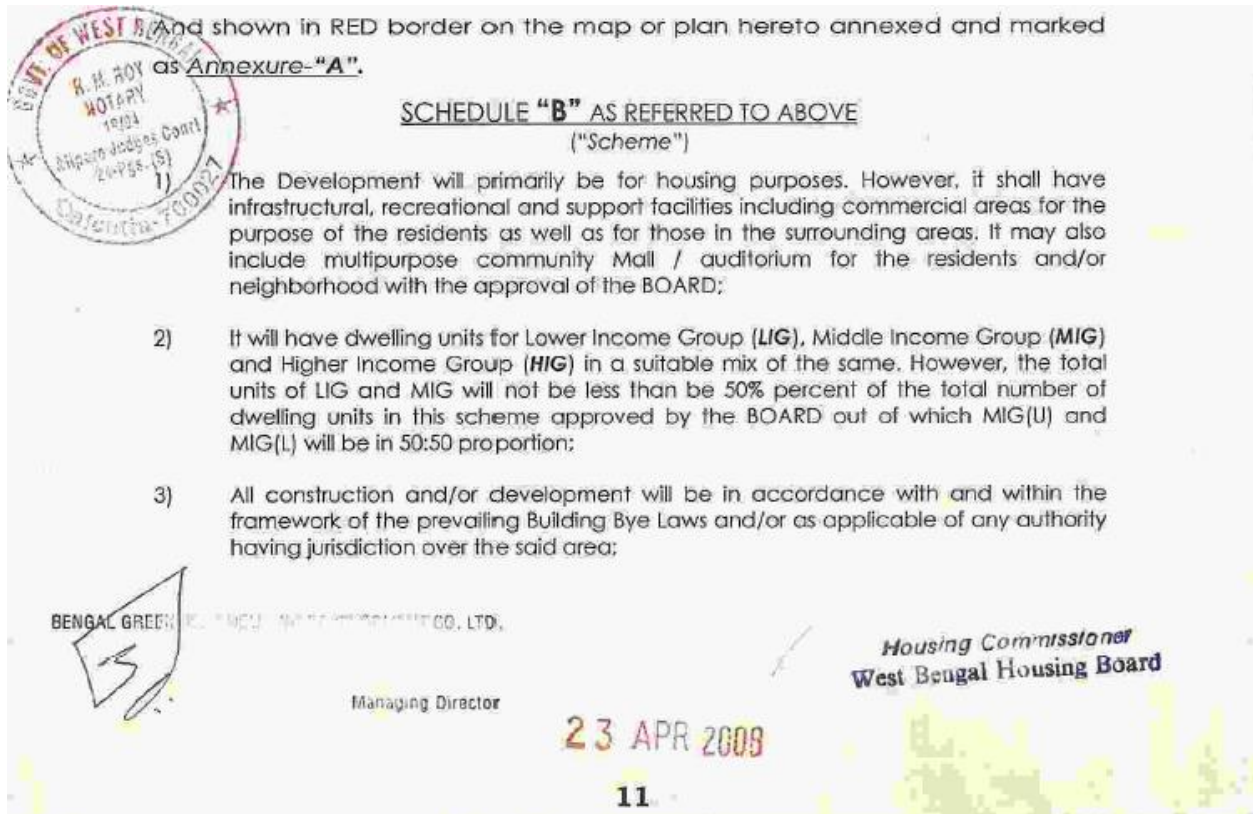 And shown in RED border on the map or plan hereto annexed and marked
as Annexure-"A".
GOVT. OF WEST BENGAL
R. M. ROY
NOTARY
Alipore Judges Court
24-Pgs. (S)
Calcutta-700027
SCHEDULE "B" AS REFERRED TO ABOVE
("Scheme")
1) The Development will primarily be for housing purposes. However, it shall have
infrastructural, recreational and support facilities including commercial areas for the
purpose of the residents as well as for those in the surrounding areas. It may also
include multipurpose community Mall / auditorium for the residents and/or
neighborhood with the approval of the BOARD;
2) It will have dwelling units for Lower Income Group (LIG), Middle Income Group (MIG)
and Higher Income Group (HIG) in a suitable mix of the same. However, the total
units of LIG and MIG will not be less than be 50% percent of the total number of
dwelling units in this scheme approved by the BOARD out of which MIG(U) and
MIG(L) will be in 50:50 proportion;
3) All construction and/or development will be in accordance with and within the
framework of the prevailing Building Bye Laws and/or as applicable of any authority
having jurisdiction over the said area;
BENGAL CO. LTD.
Housing Commissioner
West Bengal Housing Board
Managing Director
23 APR
11